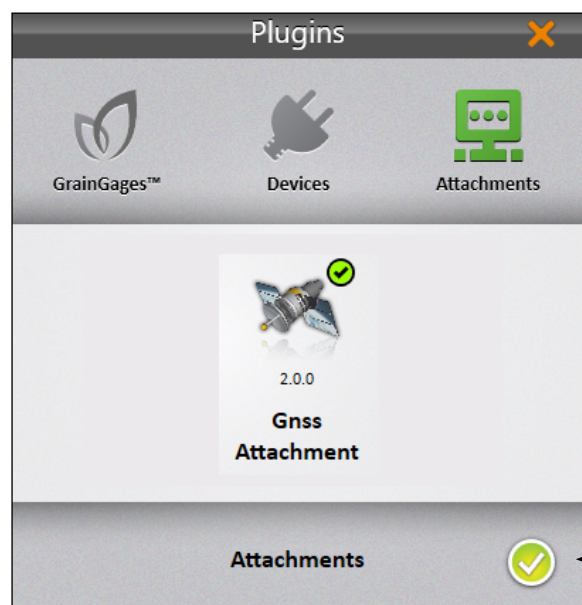 Plugins
GrainGages™
Devices
Attachments
2.0.0
Gnss
Attachment
Attachments